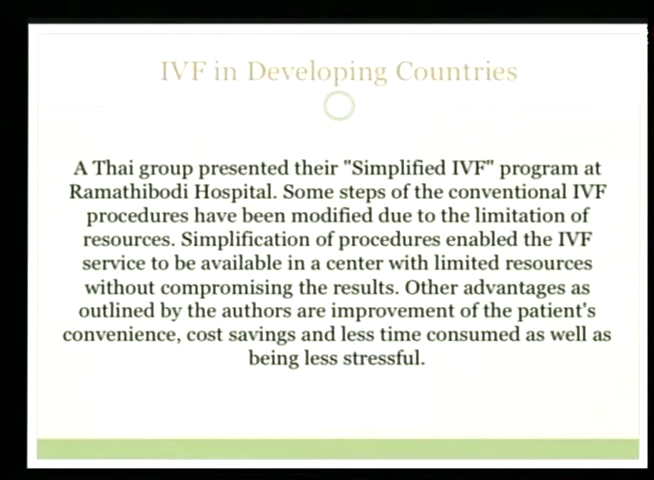 IVF in Developing Countries
A Thai group presented their "Simplified IVF" program at
Ramathibodi Hospital. Some steps of the conventional IVF
procedures have been modified due to the limitation of
resources. Simplification of procedures enabled the IVF
service to be available in a center with limited resources
without compromising the results. Other advantages as
outlined by the authors are improvement of the patient's
convenience, cost savings and less time consumed as well as
being less stressful.